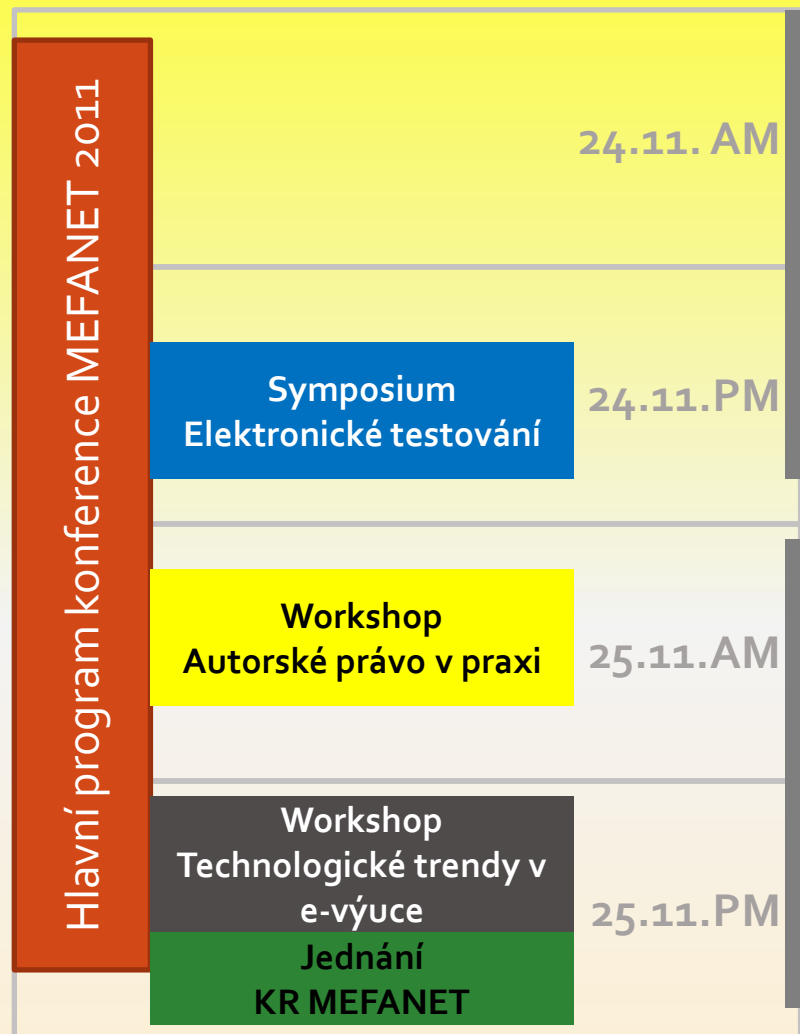 Hlavní program konference MEFANET 2011
24.11. AM
Symposium
Elektronické testování
24.11.PM
Workshop
Autorské právo v praxi
25.11.AM
Workshop
Technologické trendy v
e-výuce
25.11.PM
Jednání
KR MEFANET